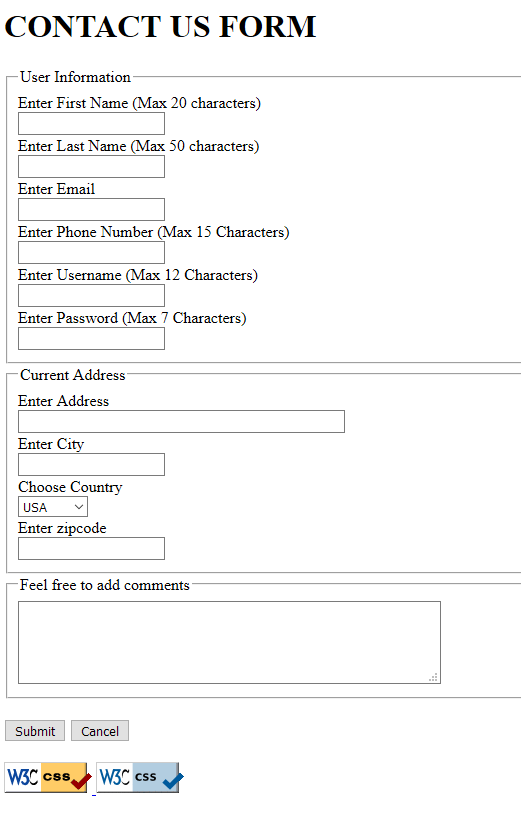 CONTACT US FORM
User Information
Enter First Name (Max 20 characters)
Enter Last Name (Max 50 characters)
Enter Email
Enter Phone Number (Max 15 Characters)
Enter Username (Max 12 Characters)
Enter Password (Max 7 Characters)
Current Address
Enter Address
Enter City
Choose Country
USA
Enter zipcode
Feel free to add comments
Submit Cancel
W3C css W3C css